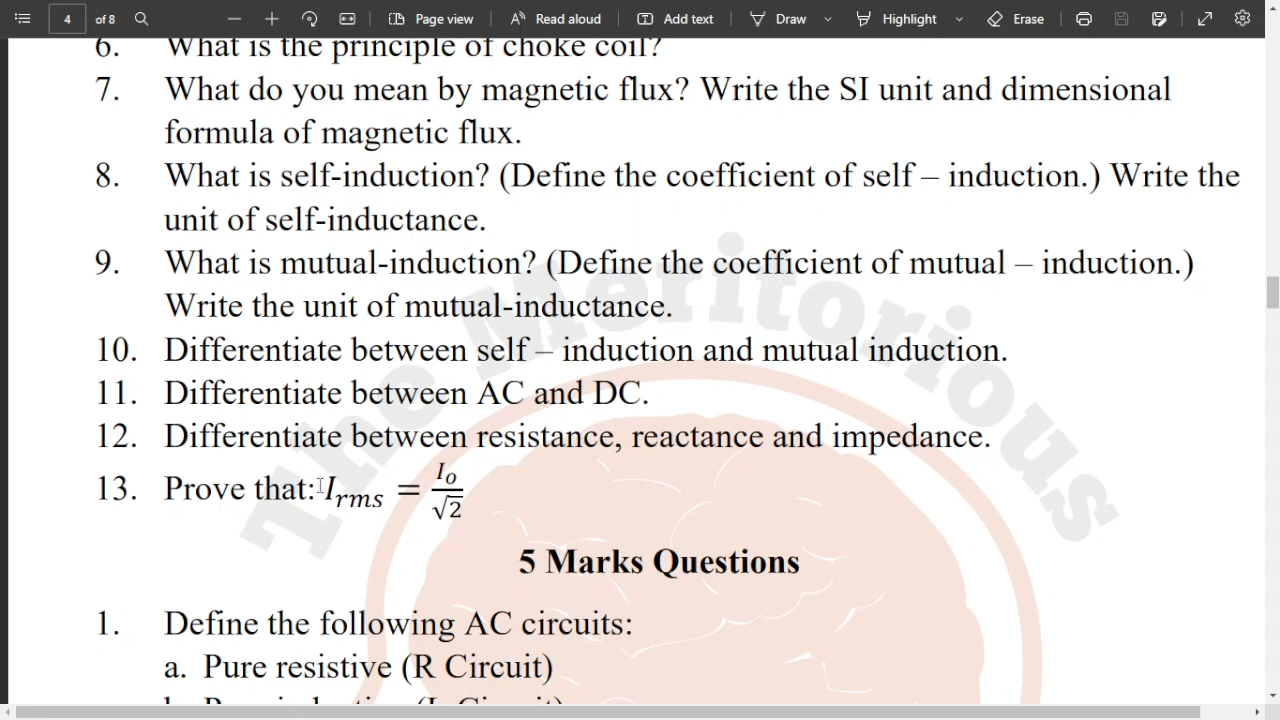 4 of 8 Page view Read aloud Add text Draw Highlight Erase
6. What is the principle of choke coil?
7. What do you mean by magnetic flux? Write the SI unit and dimensional
formula of magnetic flux.
8. What is self-induction? (Define the coefficient of self – induction.) Write the
unit of self-inductance.
9. What is mutual-induction? (Define the coefficient of mutual – induction.)
Write the unit of mutual-inductance.
10. Differentiate between self – induction and mutual induction.
11. Differentiate between AC and DC.
12. Differentiate between resistance, reactance and impedance.
13. Prove that: I_rms = I_o/√2
5 Marks Questions
1. Define the following AC circuits:
a. Pure resistive (R Circuit)
The Meritorious